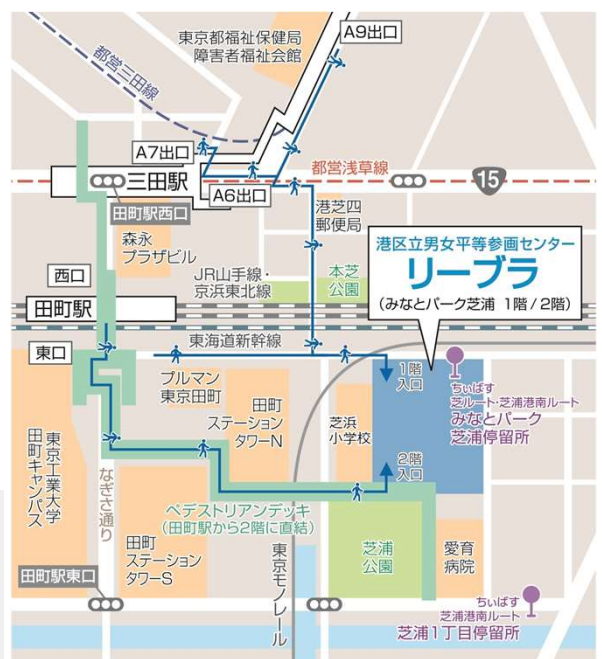 A9出口
東京都福祉保健局
障害者福祉会館
都営三田線
A7出口
都営浅草線
15
三田駅
A6出口
田町駅西口
港芝四
郵便局
森永
プラザビル
港区立男女平等参画センター
リーブラ
(みなとパーク芝浦 1階/2階)
西口
JR山手線・
京浜東北線
本芝
公園
田町駅
東海道新幹線
東口
1階
入口
プルマン
東京田町
田町
ステーション
タワーN
芝浜
小学校
ちぃばす
芝ルート・芝浦港南ルート
みなとパーク
芝浦停留所
東京工業大学
田町キャンパス
2階
入口
なぎさ通り
ペデストリアンデッキ
(田町駅から2階に直結)
田町
ステーション
タワーS
東京モノレール
芝浦
公園
愛育
病院
田町駅東口
ちぃばす
芝浦港南ルート
芝浦1丁目停留所